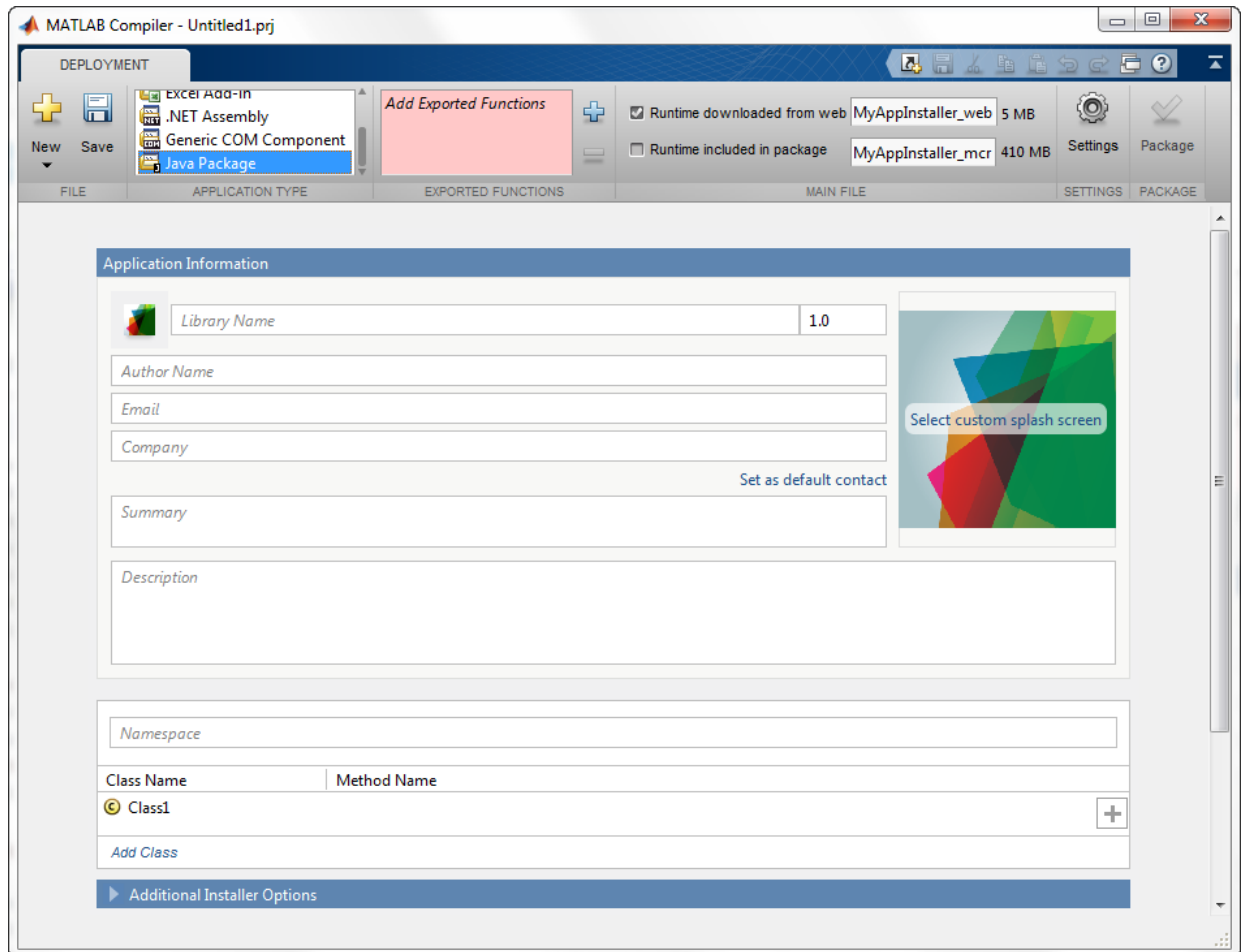 MATLAB Compiler - Untitled1.prj
DEPLOYMENT
New
Save
FILE
Excel Add-in
.NET Assembly
Generic COM Component
Java Package
APPLICATION TYPE
Add Exported Functions
EXPORTED FUNCTIONS
Runtime downloaded from web MyAppInstaller_web 5 MB
Runtime included in package MyAppInstaller_mcr 410 MB
MAIN FILE
Settings
SETTINGS
Package
PACKAGE
Application Information
Library Name 1.0
Author Name
Email
Company
Set as default contact
Select custom splash screen
Summary
Description
Namespace
Class Name Method Name
Class1
Add Class
Additional Installer Options